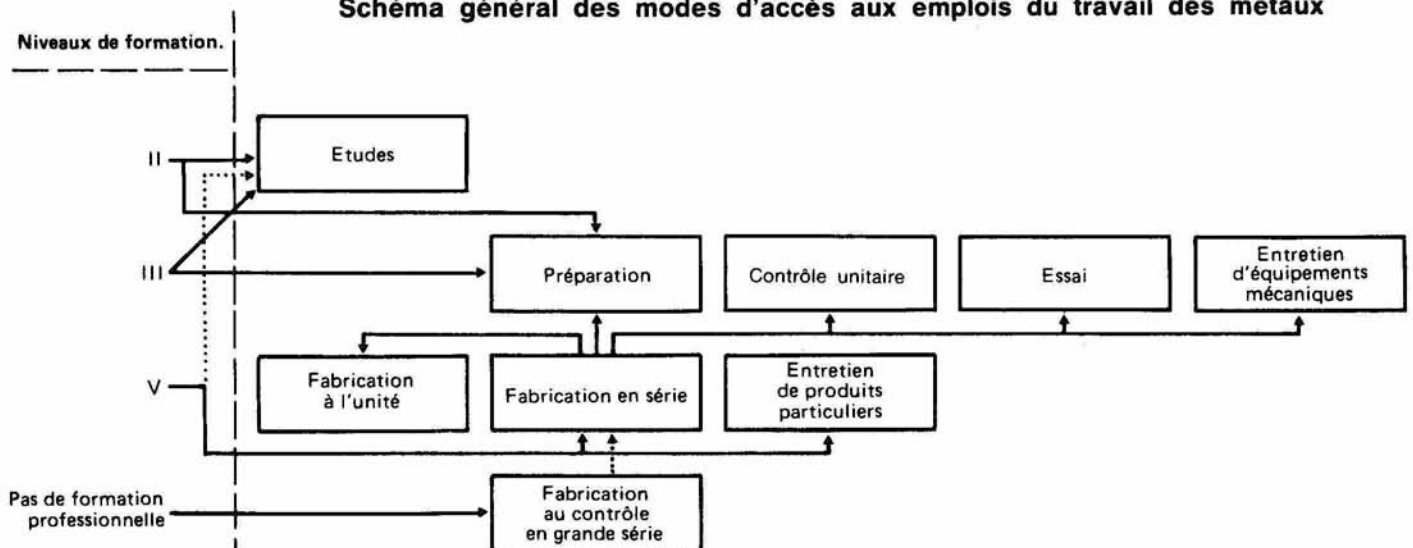 Schéma général des modes d'accès aux emplois du travail des métaux
Niveaux de formation.
II
Etudes
III
Préparation
Contrôle unitaire
Essai
Entretien
d'équipements
mécaniques
V
Fabrication
à l'unité
Fabrication en série
Entretien
de produits
particuliers
Pas de formation
professionnelle
Fabrication
au contrôle
en grande série